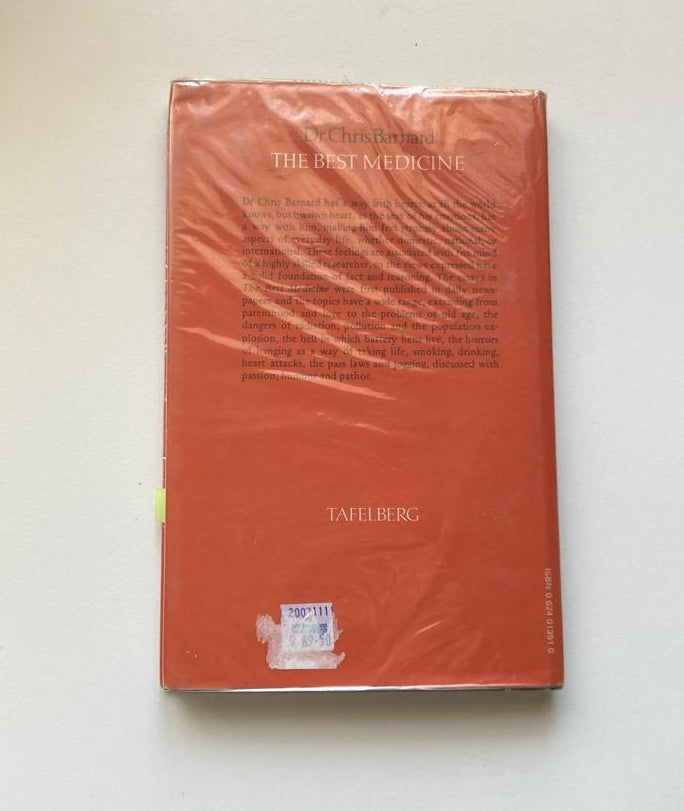 Dr Chris Barnard
THE BEST MEDICINE
Dr Chris Barnard has a way with hearts, as all the world
knows, but his own heart, as the seat of his emotions, has
a way with him, making him feel strongly about many
aspects of everyday life, whether domestic, national, or
international. These feelings are associated with the mind
of a highly skilled researcher, so the views expressed have
a solid foundation of fact and reasoning. The essays in
The Best Medicine were first published in daily news-
papers and the topics have a wide range, extending from
parenthood and love to the problems of old age, the
dangers of radiation, pollution and the population ex-
plosion, the hell in which battery hens live, the horrors
of hanging as a way of taking life, smoking, drinking,
heart attacks, the pass laws and jogging, discussed with
passion, humour and pathos.
TAFELBERG
ISBN 0 624 01351 0
R 89-50